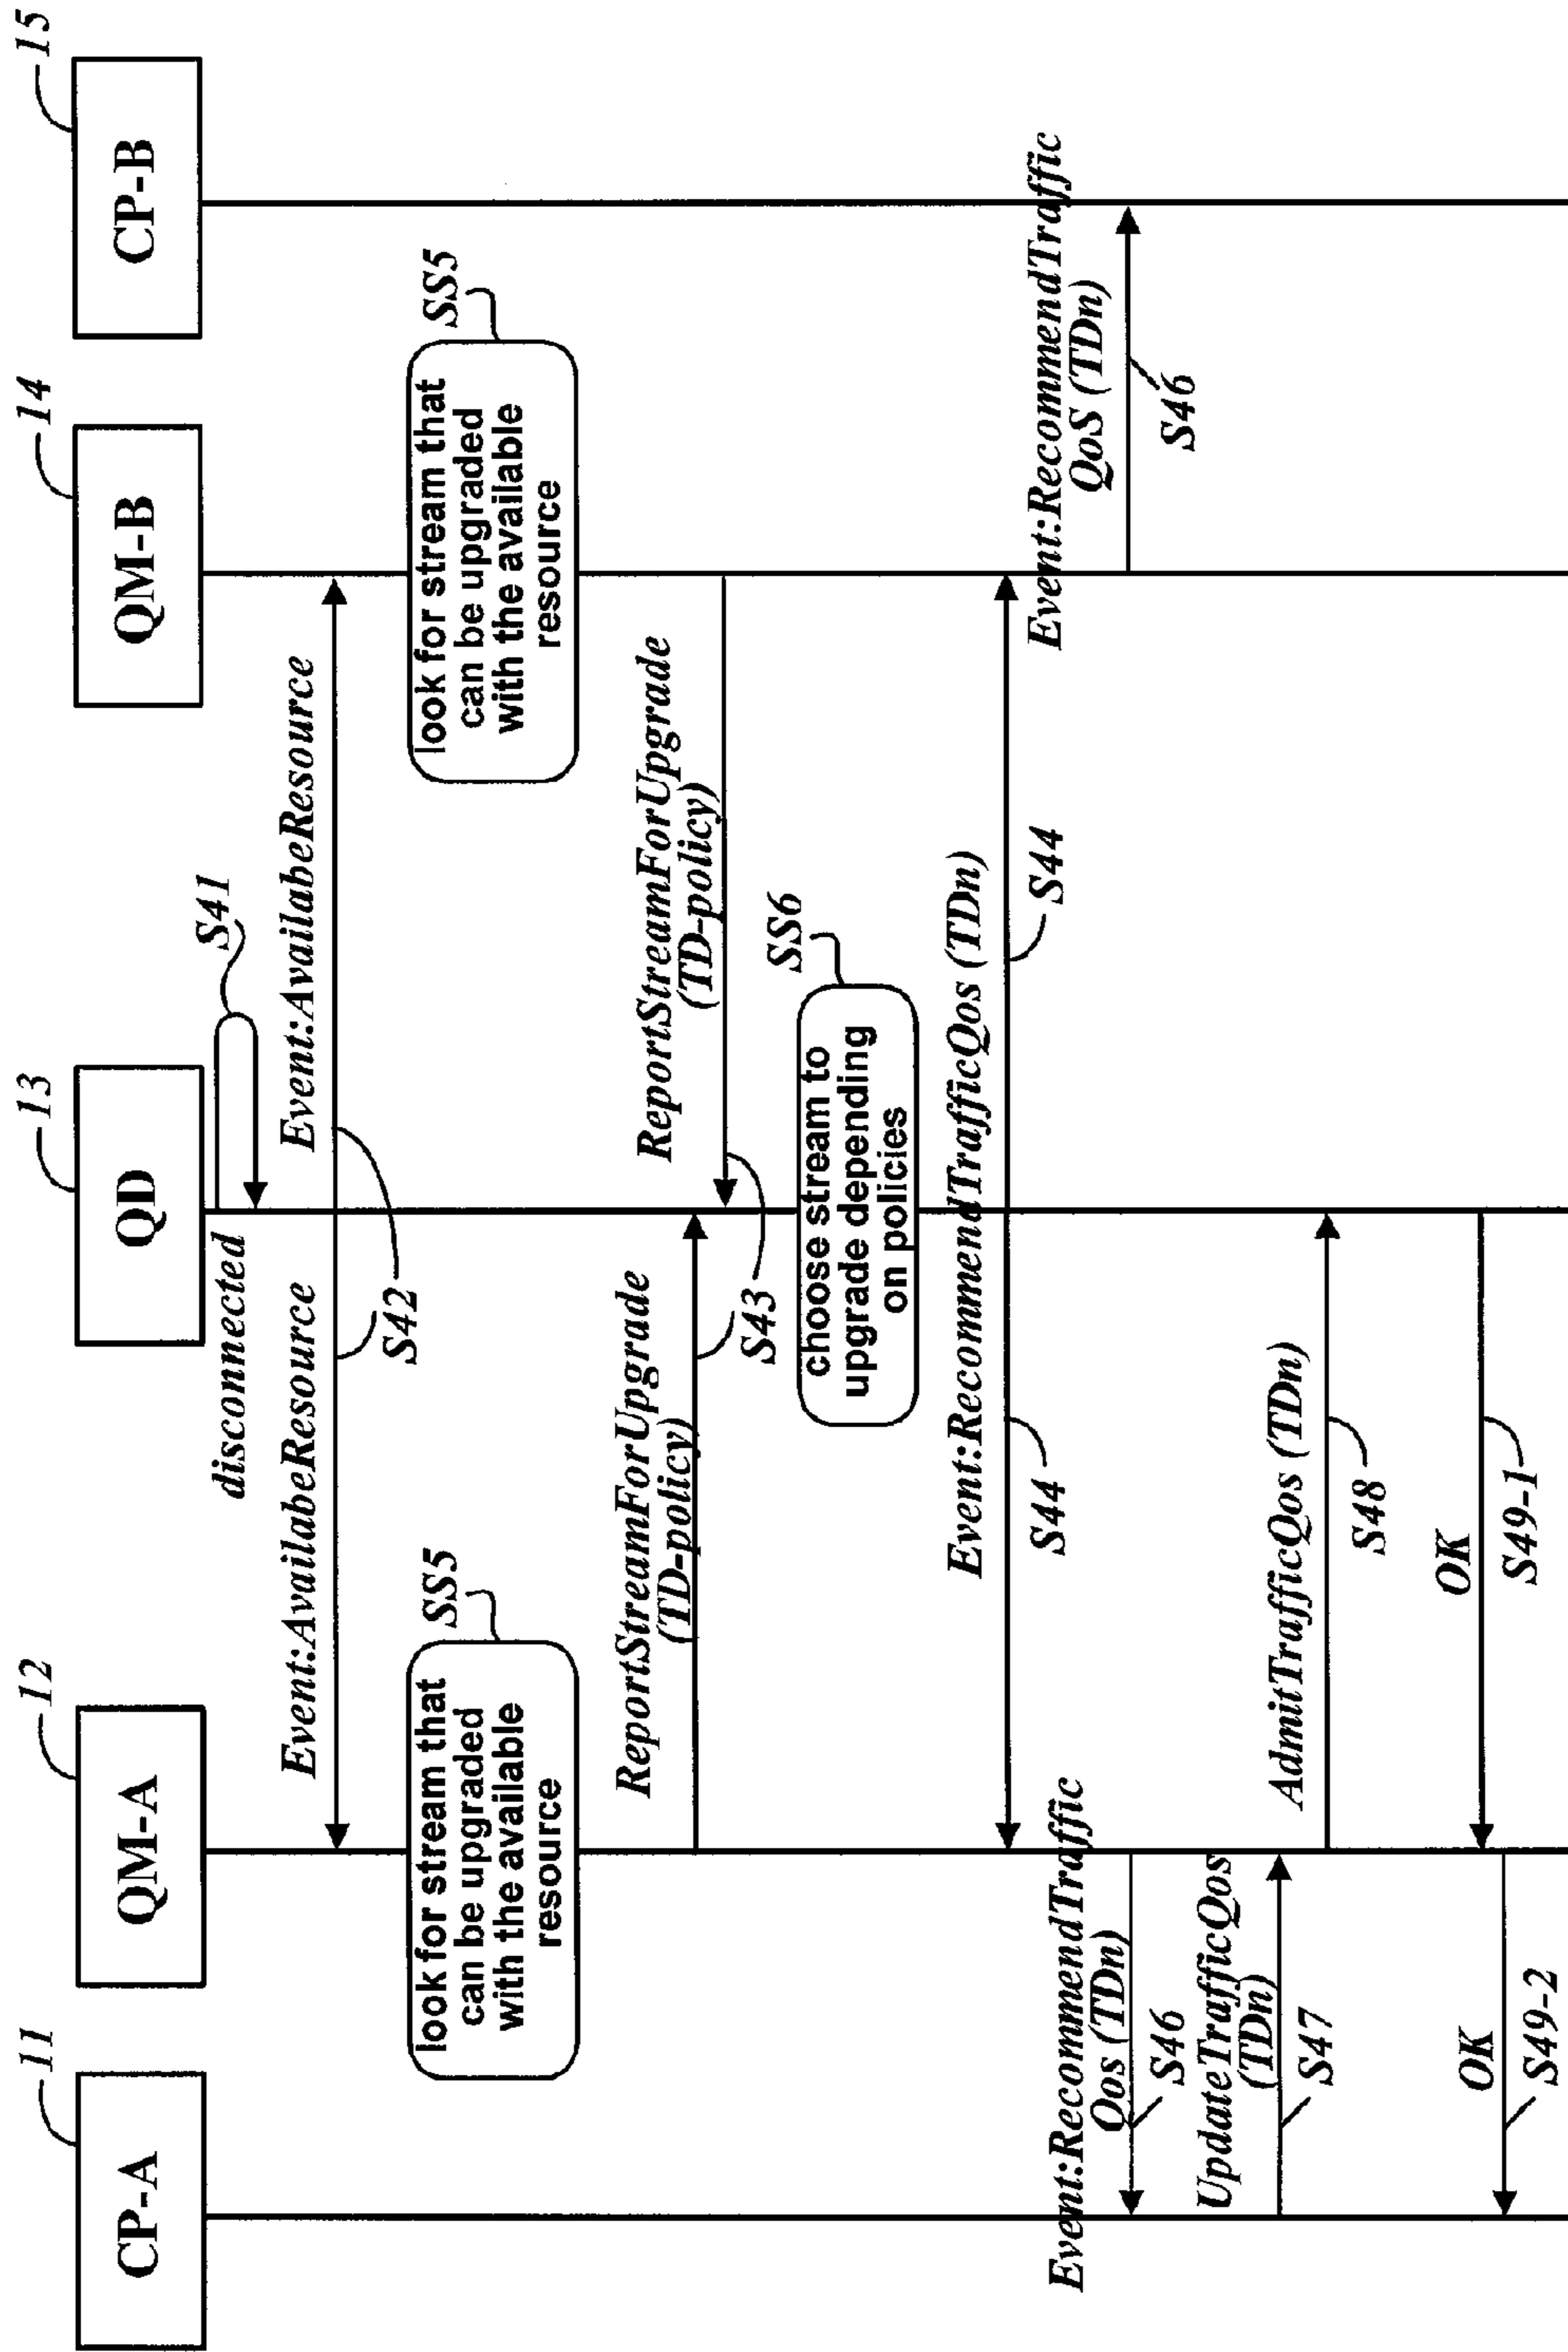 11
CP-A
12
QM-A
13
QD
14
QM-B
15
CP-B
disconnected
S41
Event:AvailabeResource
Event:AvailabeResource
S42
look for stream that
can be upgraded
with the available
resource
SS5
look for stream that
can be upgraded
with the available
resource
SS5
ReportStreamForUpgrade
(TD-policy)
ReportStreamForUpgrade
(TD-policy)
S43
choose stream to
upgrade depending
on policies
SS6
Event:RecommendTrafficQos (TDn)
S44
S44
Event:RecommendTraffic
Qos (TDn)
S46
Event:RecommendTraffic
QoS (TDn)
S46
UpdateTrafficQos
(TDn)
S47
AdmitTrafficQos (TDn)
S48
OK
S49-1
OK
S49-2